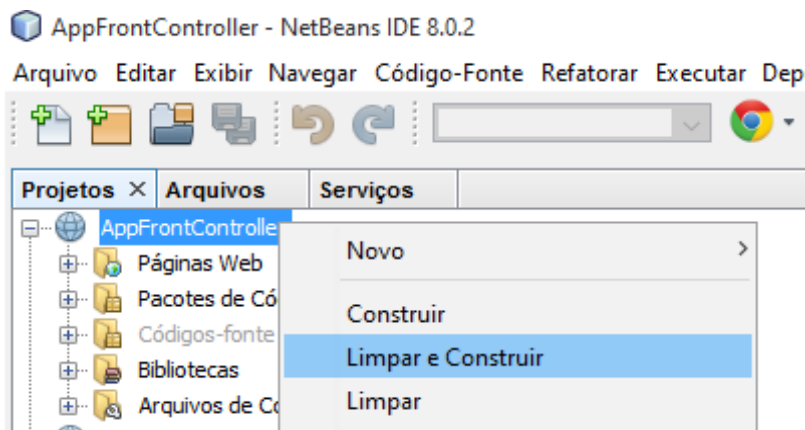 AppFrontController - NetBeans IDE 8.0.2
Arquivo Editar Exibir Navegar Código-Fonte Refatorar Executar Dep
Projetos Arquivos Serviços
AppFrontControlle
Novo
Páginas Web
Pacotes de Có
Construir
Códigos-fonte
Limpar e Construir
Bibliotecas
Limpar
Arquivos de Co